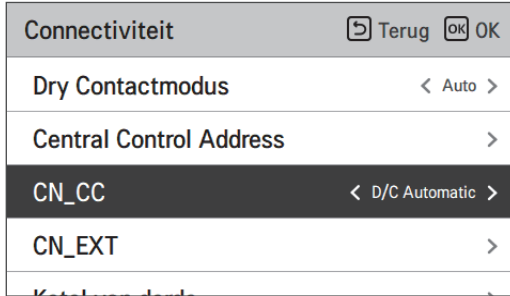 Connectiviteit Terug OK OK
Dry Contactmodus < Auto >
Central Control Address >
CN_CC < D/C Automatic >
CN_EXT >